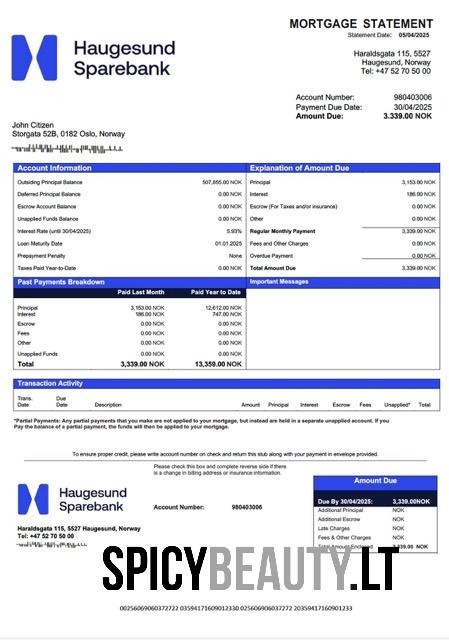 MORTGAGE STATEMENT
Statement Date: 05/04/2025
Haugesund
Sparebank
Haraldsgata 115, 5527
Haugesund, Norway
Tel: +47 52 70 50 00
Account Number: 980403006
Payment Due Date: 30/04/2025
Amount Due: 3.339.00 NOK
John Citizen
Storgata 52B, 0182 Oslo, Norway
Account Information
Outsiding Principal Balance 507,855.00 NOK
Deferred Principal Balance 0.00 NOK
Escrow Account Balance 0.00 NOK
Unapplied Funds Balance 0.00 NOK
Interest Rate (until 30/04/2025) 5.93%
Loan Maturity Date 01.01.2025
Prepayment Penalty None
Taxes Paid Year-to-Date 0.00 NOK
Explanation of Amount Due
Principal 3,153.00 NOK
Interest 186.00 NOK
Escrow (For Taxes and/or insurance) 0.00 NOK
Other 0.00 NOK
Regular Monthly Payment 3,339.00 NOK
Fees and Other Charges 0.00 NOK
Overdue Payment 0.00 NOK
Total Amount Due 3,339.00 NOK
Past Payments Breakdown
Paid Last Month Paid Year to Date
Principal 3,153.00 NOK 12,612.00 NOK
Interest 186.00 NOK 747.00 NOK
Escrow 0.00 NOK 0.00 NOK
Fees 0.00 NOK 0.00 NOK
Other 0.00 NOK 0.00 NOK
Unapplied Funds 0.00 NOK 0.00 NOK
Total 3,339.00 NOK 13,359.00 NOK
Important Messages
Transaction Activity
Trans. Date Due Date Description Amount Principal Interest Escrow Fees Unapplied* Total
*Partial Payments: Any partial payments that you make are not applied to your mortgage, but instead are held in a separate unapplied account. If you
Pay the balance of a partial payment, the funds will then be applied to your mortgage.
To ensure proper credit, please write account number on check and return this stub along with your payment in envelope provided.
Please check this box and complete reverse side if there
is a change in billing address or insurance information.
Haugesund
Sparebank
Account Number: 980403006
Haraldsgata 115, 5527 Haugesund, Norway
Tel: +47 52 70 50 00
Amount Due
Due By 30/04/2025: 3,339.00NOK
Additional Principal NOK
Additional Escrow NOK
Late Charges NOK
Fees & Other Charges NOK
Total Amount Enclosed 3,339.00 NOK
SPICYBEAUTY.LT
00256069060372722 03594171609012330 0256069060372722 20359417160901233